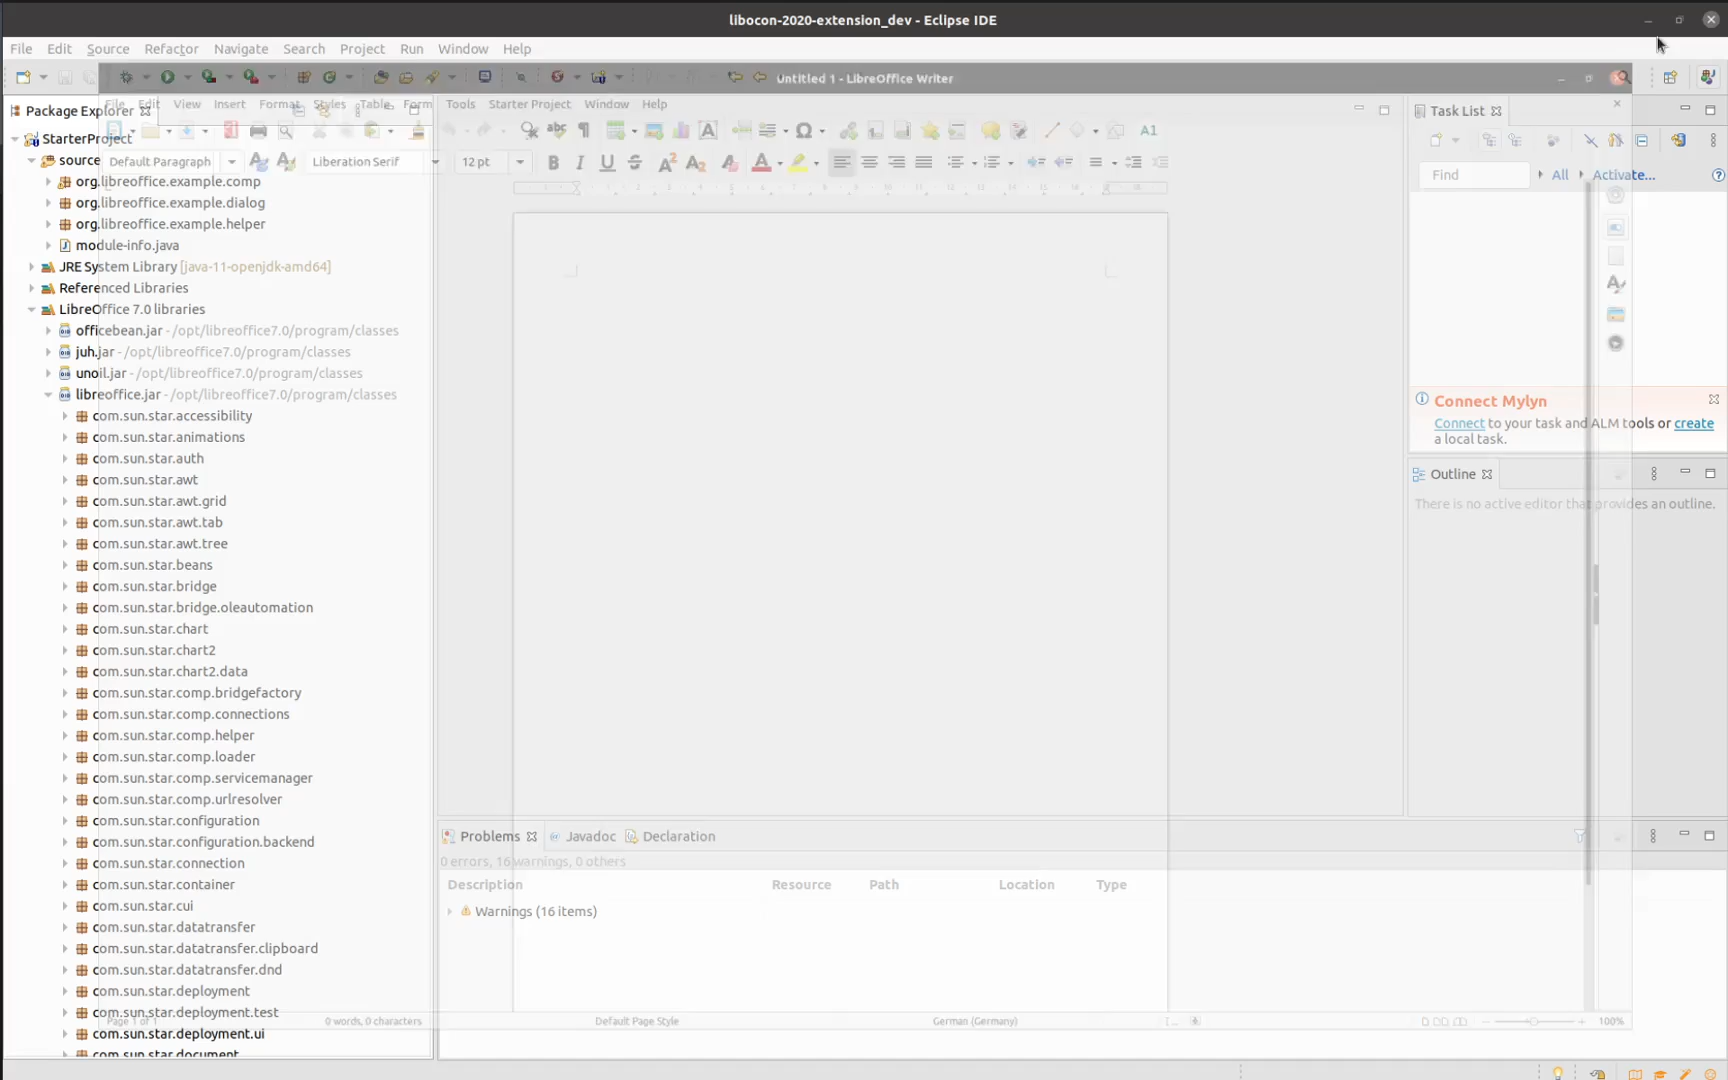 libocon-2020-extension_dev - Eclipse IDE
File Edit Source Refactor Navigate Search Project Run Window Help
Untitled 1 - LibreOffice Writer
File Edit View Insert Format Styles Table Form Tools Starter Project Window Help
Package Explorer
Task List
StarterProject
source
Default Paragraph
Liberation Serif
12 pt
Find
All
Activate...
org.libreoffice.example.comp
org.libreoffice.example.dialog
org.libreoffice.example.helper
module-info.java
JRE System Library [java-11-openjdk-amd64]
Referenced Libraries
LibreOffice 7.0 libraries
officebean.jar - /opt/libreoffice7.0/program/classes
juh.jar - /opt/libreoffice7.0/program/classes
unoil.jar - /opt/libreoffice7.0/program/classes
libreoffice.jar - /opt/libreoffice7.0/program/classes
com.sun.star.accessibility
com.sun.star.animations
com.sun.star.auth
com.sun.star.awt
com.sun.star.awt.grid
com.sun.star.awt.tab
com.sun.star.awt.tree
com.sun.star.beans
com.sun.star.bridge
com.sun.star.bridge.oleautomation
com.sun.star.chart
com.sun.star.chart2
com.sun.star.chart2.data
com.sun.star.comp.bridgefactory
com.sun.star.comp.connections
com.sun.star.comp.helper
com.sun.star.comp.loader
com.sun.star.comp.servicemanager
com.sun.star.comp.urlresolver
com.sun.star.configuration
com.sun.star.configuration.backend
com.sun.star.connection
com.sun.star.container
com.sun.star.cui
com.sun.star.datatransfer
com.sun.star.datatransfer.clipboard
com.sun.star.datatransfer.dnd
com.sun.star.deployment
com.sun.star.deployment.test
com.sun.star.deployment.ui
com.sun.star.document
Connect Mylyn
Connect to your task and ALM tools or create
a local task.
Outline
There is no active editor that provides an outline.
Problems
Javadoc
Declaration
0 errors, 16 warnings, 0 others
Description Resource Path Location Type
Warnings (16 items)
Page 1 of 1
0 words, 0 characters
Default Page Style
German (Germany)
100%